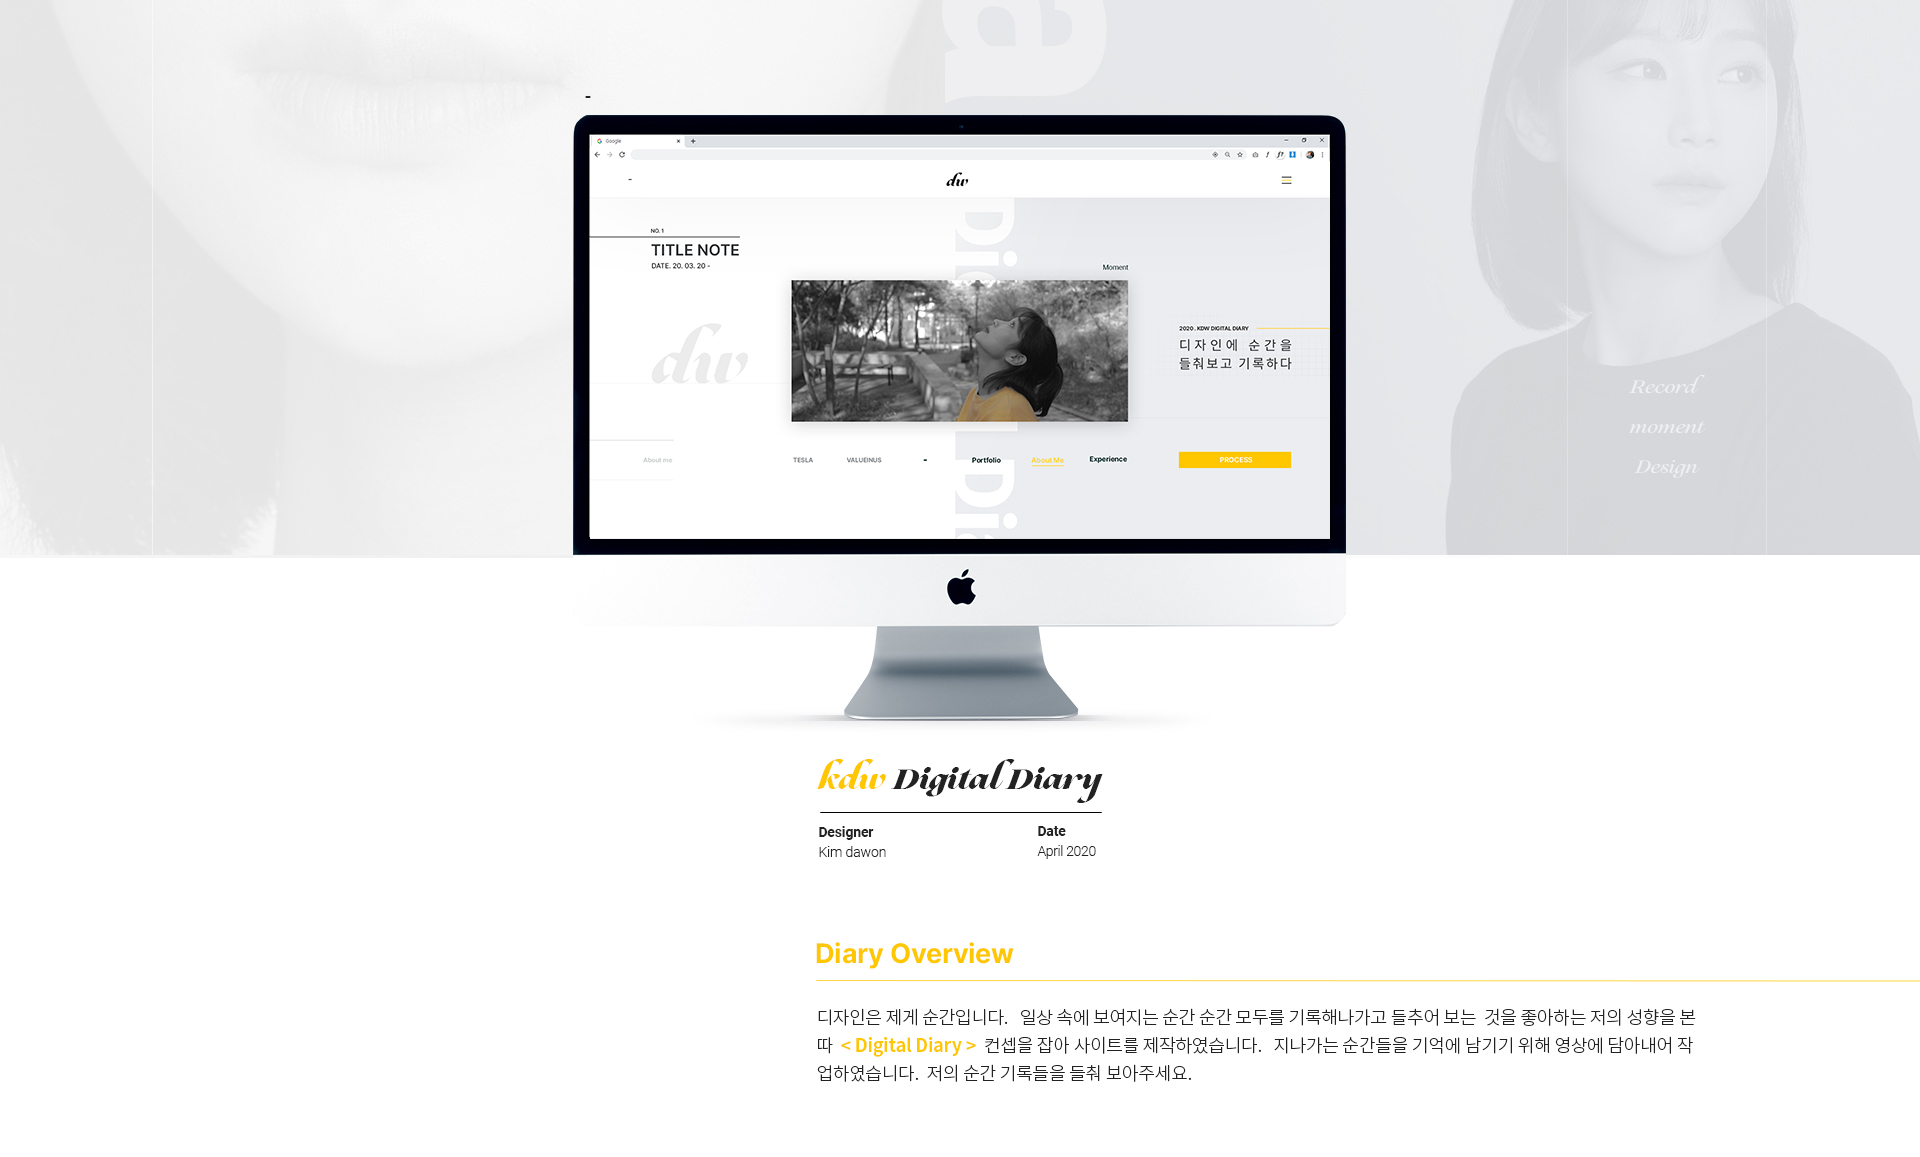 a
Google
dw
NO. 1
TITLE NOTE
DATE. 20. 03. 20 -
Moment
dw
2020 . KDW DIGITAL DIARY
디자인에 순간을
들춰보고 기록하다
Record
moment
Design
About me
TESLA
VALUEINUS
Portfolio
About Me
Experience
PROCESS
kdw Digital Diary
Designer
Kim dawon
Date
April 2020
Diary Overview
디자인은 제게 순간입니다. 일상 속에 보여지는 순간 순간 모두를 기록해나가고 들추어 보는 것을 좋아하는 저의 성향을 본
따 < Digital Diary > 컨셉을 잡아 사이트를 제작하였습니다. 지나가는 순간들을 기억에 남기기 위해 영상에 담아내어 작
업하였습니다. 저의 순간 기록들을 들춰 보아주세요.